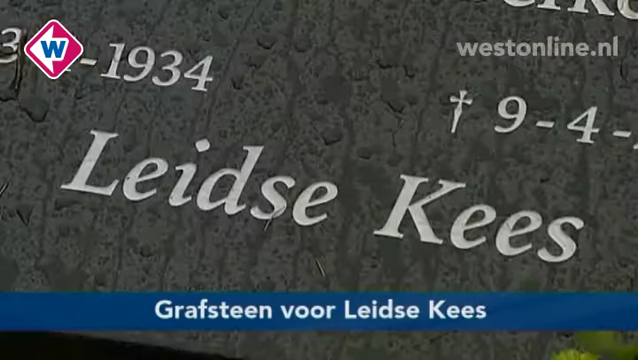 W
westonline.nl
-1934
† 9-4-
Leidse Kees
Grafsteen voor Leidse Kees